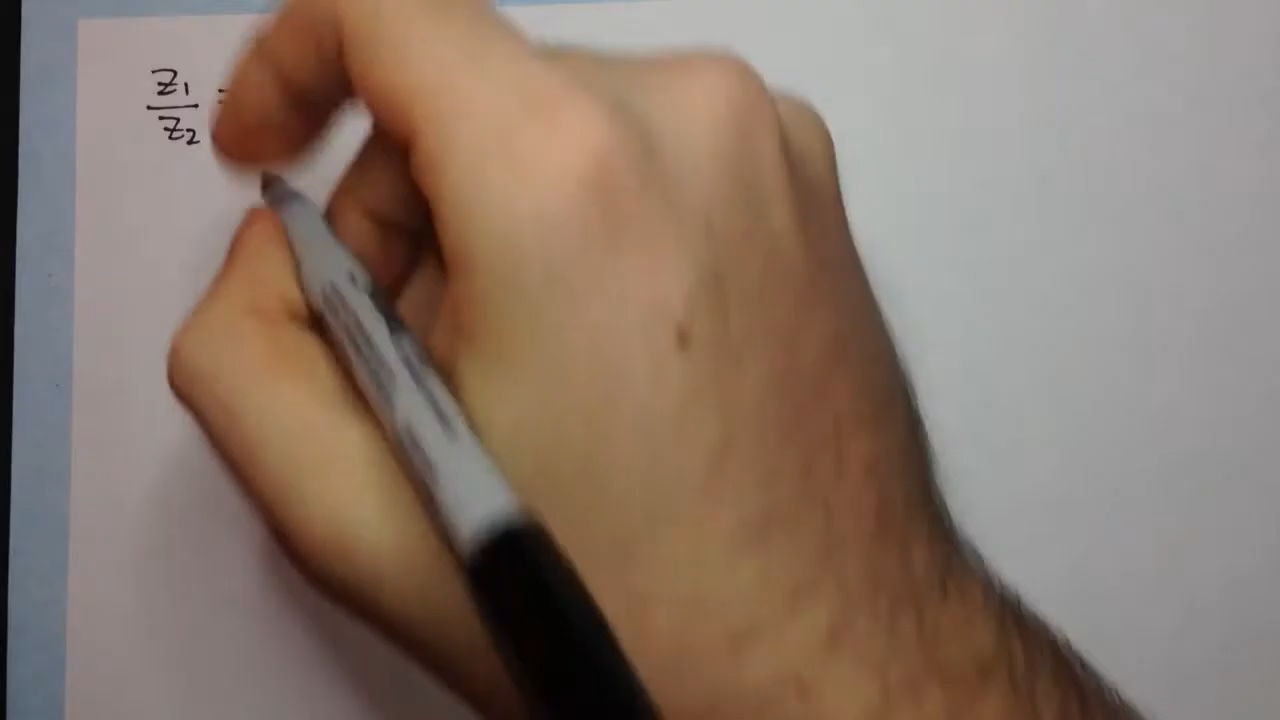 z₁/z₂ =